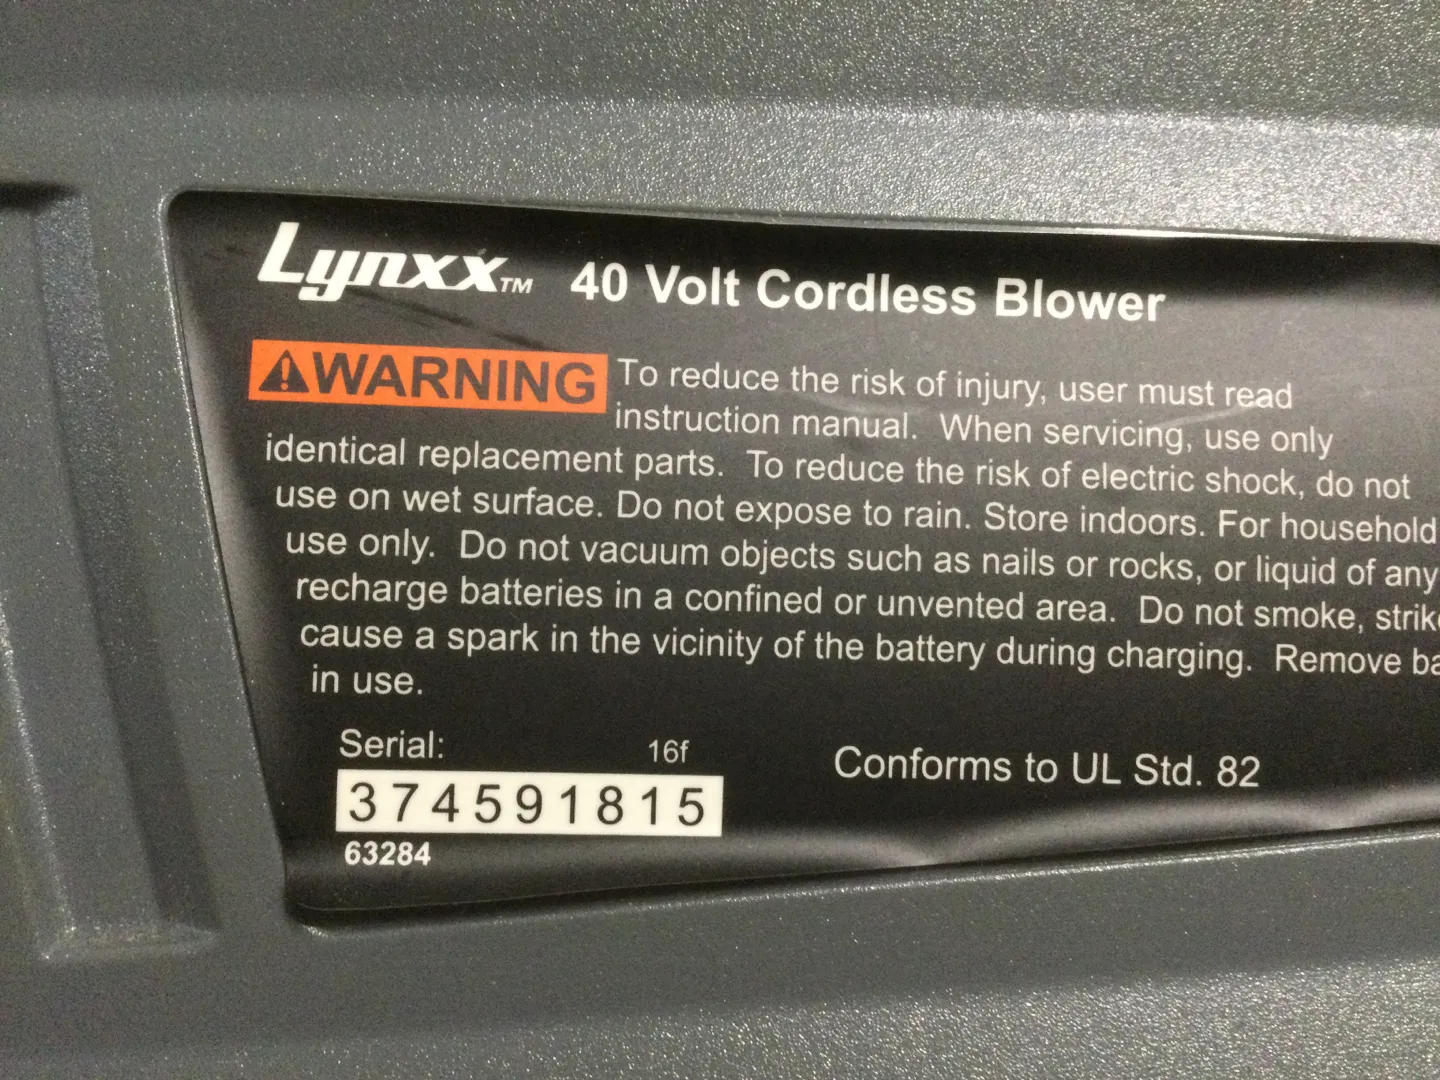 Lynxx™ 40 Volt Cordless Blower
⚠WARNING To reduce the risk of injury, user must read
instruction manual. When servicing, use only
identical replacement parts. To reduce the risk of electric shock, do not
use on wet surface. Do not expose to rain. Store indoors. For household
use only. Do not vacuum objects such as nails or rocks, or liquid of any
recharge batteries in a confined or unvented area. Do not smoke,
cause a spark in the vicinity of the battery during charging. Remove
in use.
Serial: 16f
374591815
63284
Conforms to UL Std. 82